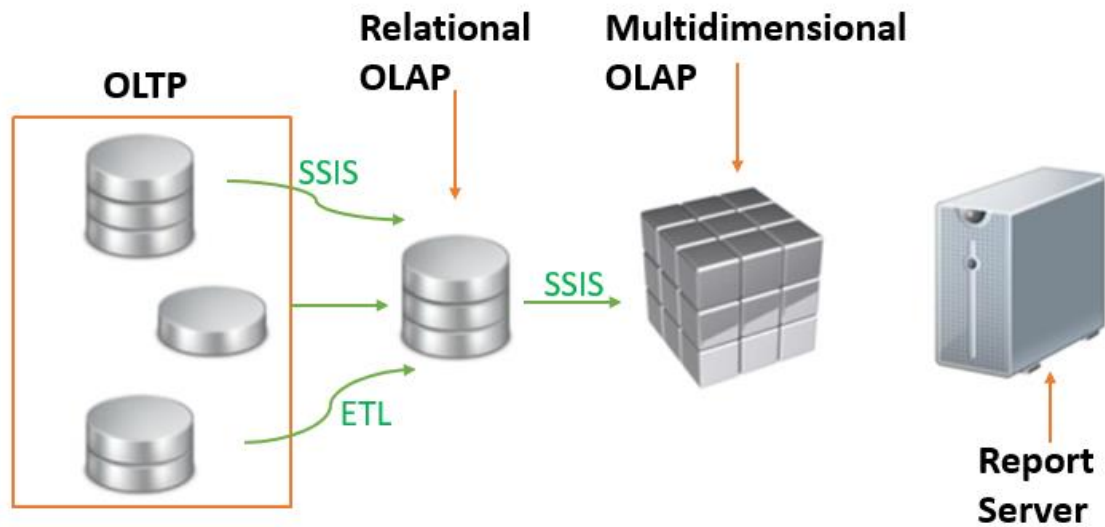 OLTP
Relational
OLAP
Multidimensional
OLAP
SSIS
SSIS
ETL
Report
Server